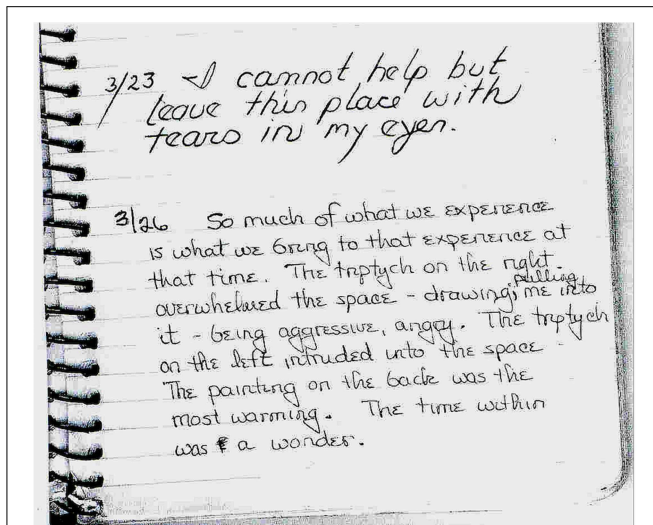 3/23 I cannot help but
leave this place with
tears in my eyes.
3/26 So much of what we experience
is what we bring to that experience at
that time. The triptych on the right
overwhelmed the space - drawing, pulling me into
it - being aggressive, angry. The triptych
on the left intruded into the space
The painting on the back was the
most warming. The time within
was a wonder.